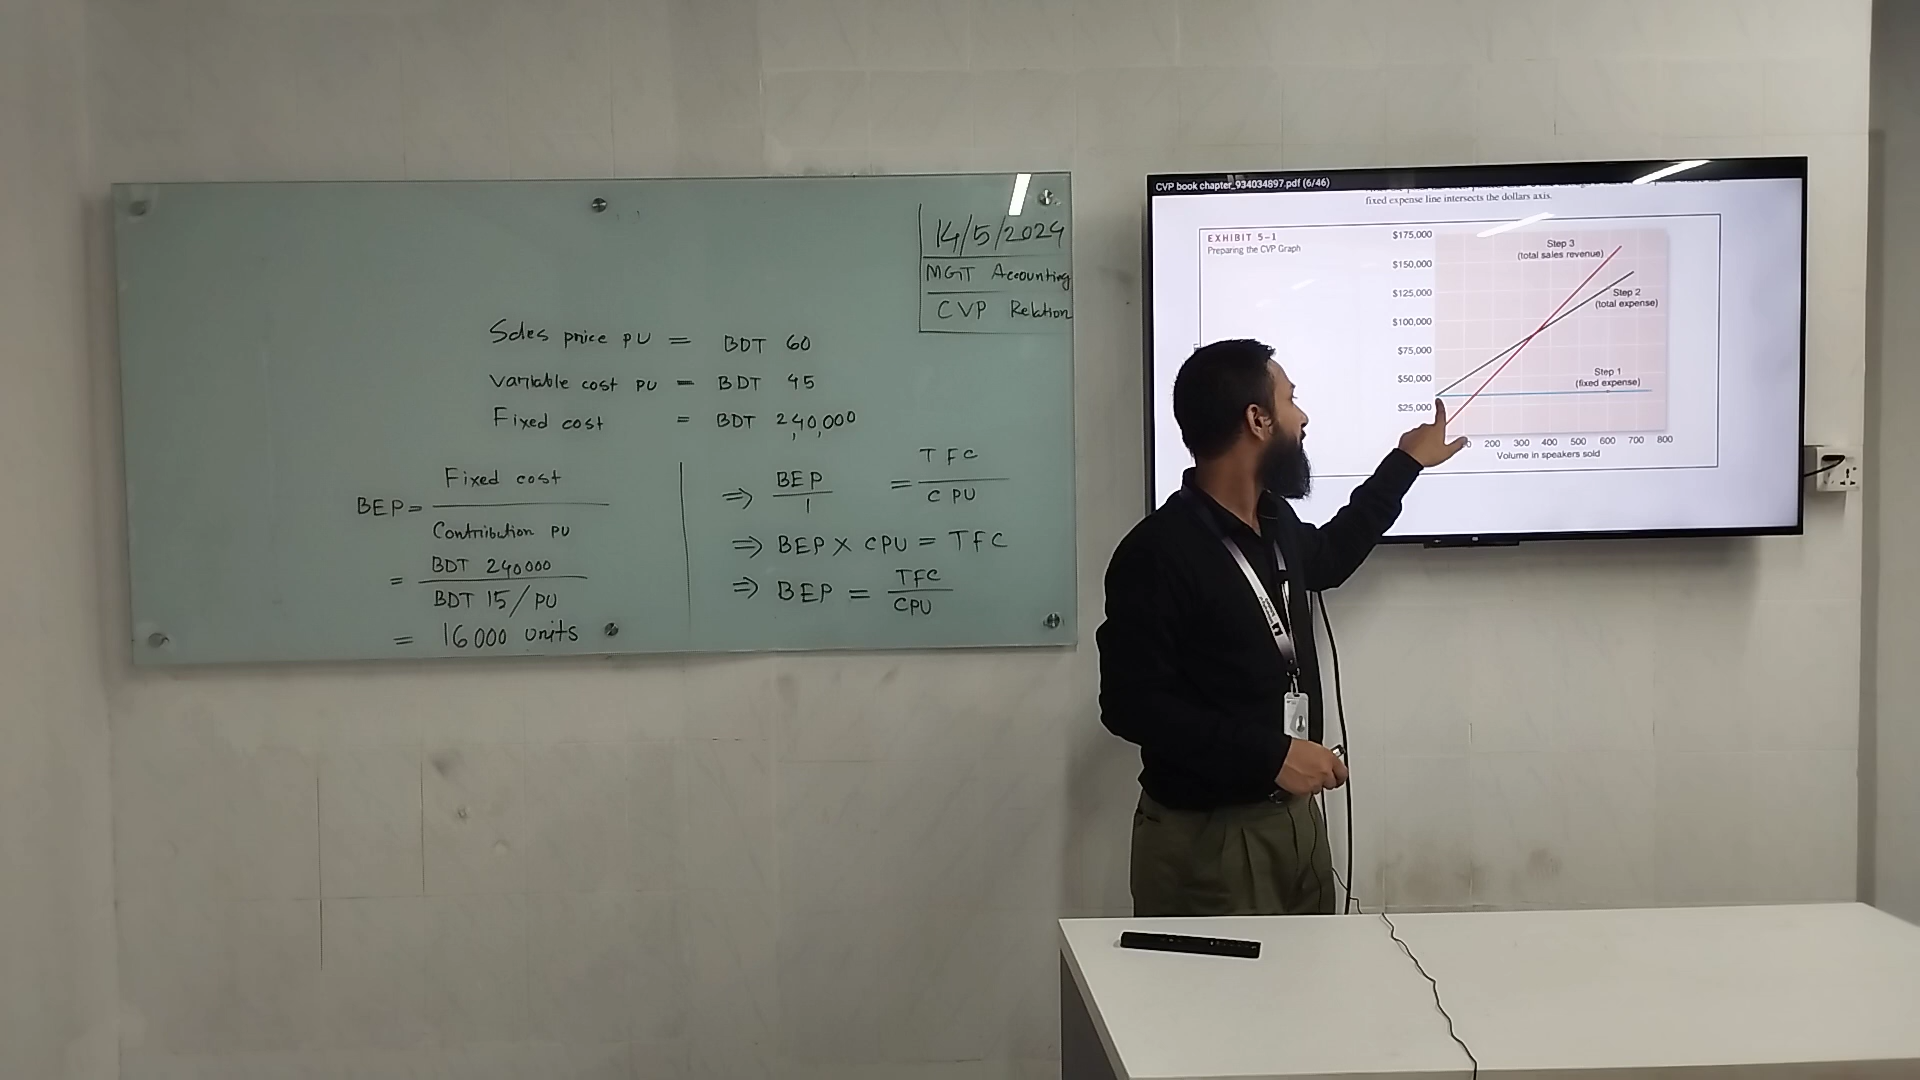 14/5/2024
MGT Accounting
CVP Relation
Sales price PU = BDT 60
Variable cost PU = BDT 45
Fixed cost = BDT 2,40,000
BEP = Fixed cost / Contribution PU
= BDT 240000 / BDT 15/PU
= 16000 units
⇒ BEP / 1 = TFC / CPU
⇒ BEP X CPU = TFC
⇒ BEP = TFC / CPU
CVP book chapter_934034897.pdf (6/46)
fixed expense line intersects the dollars axis.
EXHIBIT 5-1
Preparing the CVP Graph
$175,000
$150,000
$125,000
$100,000
$75,000
$50,000
$25,000
Step 3
(total sales revenue)
Step 2
(total expense)
Step 1
(fixed expense)
200 300 400 500 600 700 800
Volume in speakers sold